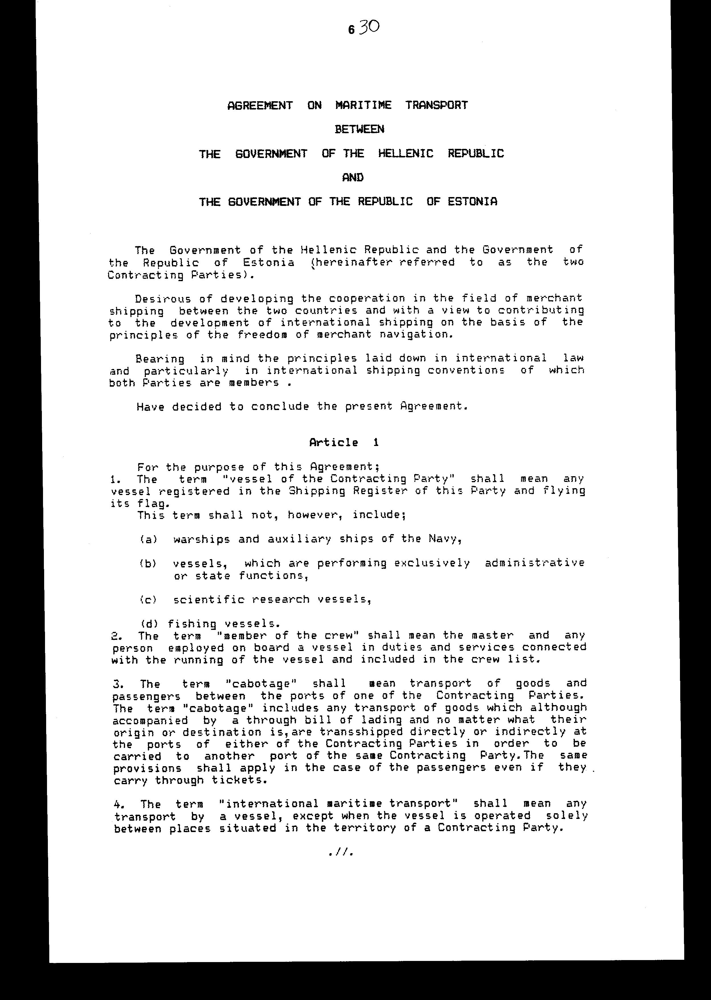 6 30
AGREEMENT ON MARITIME TRANSPORT
BETWEEN
THE GOVERNMENT OF THE HELLENIC REPUBLIC
AND
THE GOVERNMENT OF THE REPUBLIC OF ESTONIA
The Government of the Hellenic Republic and the Government of
the Republic of Estonia (hereinafter referred to as the two
Contracting Parties).
Desirous of developing the cooperation in the field of merchant
shipping between the two countries and with a view to contributing
to the development of international shipping on the basis of the
principles of the freedom of merchant navigation.
Bearing in mind the principles laid down in international law
and particularly in international shipping conventions of which
both Parties are members .
Have decided to conclude the present Agreement.
Article 1
For the purpose of this Agreement;
1. The term "vessel of the Contracting Party" shall mean any
vessel registered in the Shipping Register of this Party and flying
its flag.
This term shall not, however, include;
(a) warships and auxiliary ships of the Navy,
(b) vessels, which are performing exclusively administrative
or state functions,
(c) scientific research vessels,
(d) fishing vessels.
2. The term "member of the crew" shall mean the master and any
person employed on board a vessel in duties and services connected
with the running of the vessel and included in the crew list.
3. The term "cabotage" shall mean transport of goods and
passengers between the ports of one of the Contracting Parties.
The term "cabotage" includes any transport of goods which although
accompanied by a through bill of lading and no matter what their
origin or destination is,are transshipped directly or indirectly at
the ports of either of the Contracting Parties in order to be
carried to another port of the same Contracting Party.The same
provisions shall apply in the case of the passengers even if they
carry through tickets.
4. The term "international maritime transport" shall mean any
transport by a vessel, except when the vessel is operated solely
between places situated in the territory of a Contracting Party.
.//.